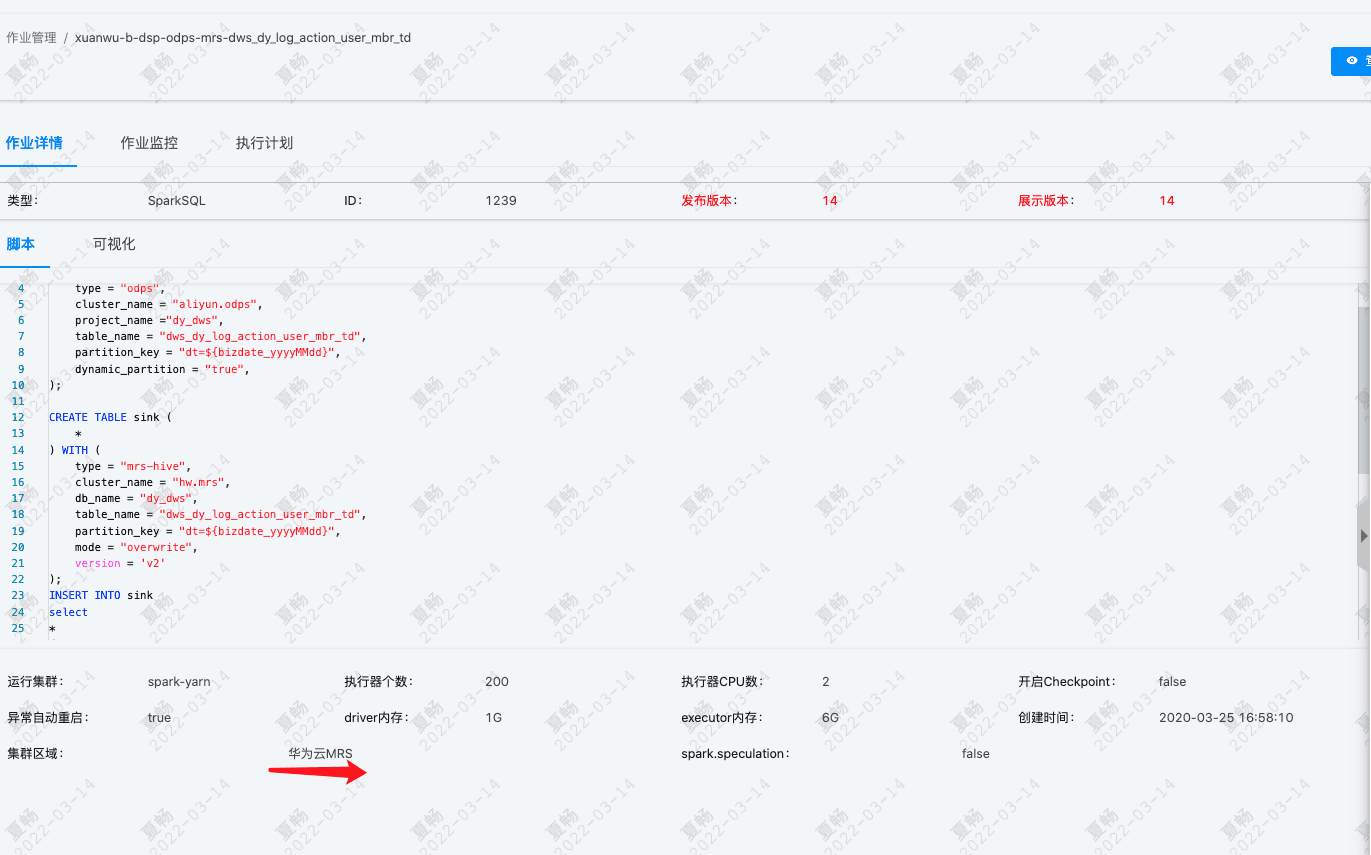 作业管理 / xuanwu-b-dsp-odps-mrs-dws_dy_log_action_user_mbr_td
作业详情 作业监控 执行计划
类型： SparkSQL ID： 1239 发布版本： 14 展示版本： 14
脚本 可视化
4 type = "odps",
5 cluster_name = "aliyun.odps",
6 project_name ="dy_dws",
7 table_name = "dws_dy_log_action_user_mbr_td",
8 partition_key = "dt=${bizdate_yyyyMMdd}",
9 dynamic_partition = "true",
10 );
11
12 CREATE TABLE sink (
13 *
14 ) WITH (
15 type = "mrs-hive",
16 cluster_name = "hw.mrs",
17 db_name = "dy_dws",
18 table_name = "dws_dy_log_action_user_mbr_td",
19 partition_key = "dt=${bizdate_yyyyMMdd}",
20 mode = "overwrite",
21 version = 'v2'
22 );
23 INSERT INTO sink
24 select
25 *
运行集群： spark-yarn 执行器个数： 200 执行器CPU数： 2 开启Checkpoint： false
异常自动重启： true driver内存： 1G executor内存： 6G 创建时间： 2020-03-25 16:58:10
集群区域： 华为云MRS spark.speculation： false
夏畅
2022-03-14